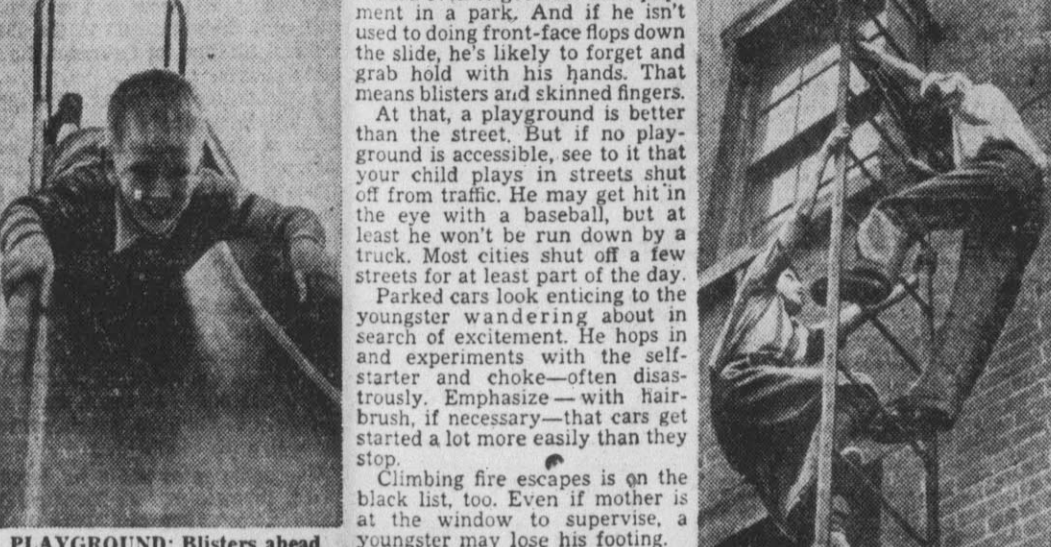 ment in a park. And if he isn't
used to doing front-face flops down
the slide, he's likely to forget and
grab hold with his hands. That
means blisters and skinned fingers.
At that, a playground is better
than the street. But if no play-
ground is accessible, see to it that
your child plays in streets shut
off from traffic. He may get hit in
the eye with a baseball, but at
least he won't be run down by a
truck. Most cities shut off a few
streets for at least part of the day.
Parked cars look enticing to the
youngster wandering about in
search of excitement. He hops in
and experiments with the self-
starter and choke—often disas-
trously. Emphasize—with hair-
brush, if necessary—that cars get
started a lot more easily than they
stop.
Climbing fire escapes is on the
black list, too. Even if mother is
at the window to supervise, a
youngster may lose his footing.
PLAYGROUND: Blisters ahead